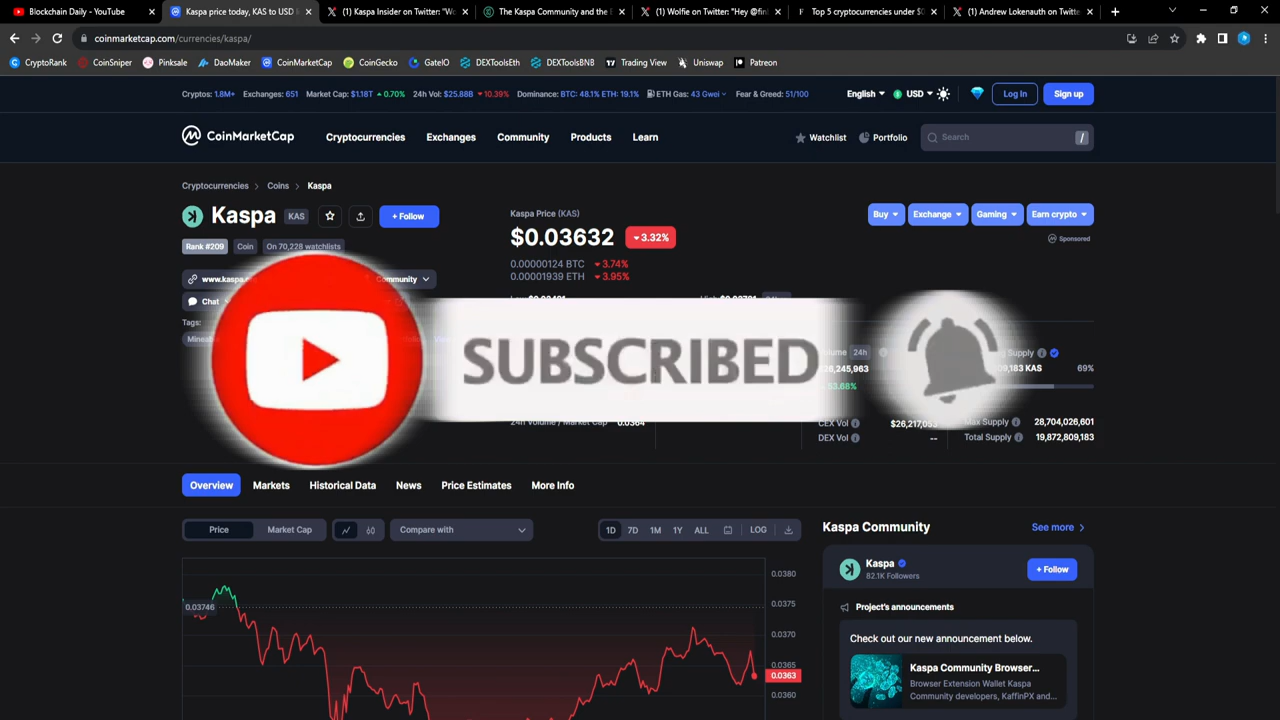 Blockchain Daily - YouTube
Kaspa price today, KAS to USD l
(1) Kaspa Insider on Twitter: "We
The Kaspa Community and the E
(1) Wolfie on Twitter: "Hey @finl
Top 5 cryptocurrencies under $0
(1) Andrew Lokenauth on Twitte
coinmarketcap.com/currencies/kaspa/
CryptoRank
CoinSniper
Pinksale
DaoMaker
CoinMarketCap
CoinGecko
GateIO
DEXToolsEth
DEXToolsBNB
Trading View
Uniswap
Patreon
Cryptos: 1.8M+ Exchanges: 651 Market Cap: $1.18T 0.70% 24h Vol: $25.88B 10.39% Dominance: BTC: 48.1% ETH: 19.1% ETH Gas: 43 Gwei Fear & Greed: 51/100
English USD Log In Sign up
CoinMarketCap
Cryptocurrencies Exchanges Community Products Learn
Watchlist Portfolio Search /
Cryptocurrencies > Coins > Kaspa
Kaspa KAS + Follow
Rank #209 Coin On 70,228 watchlists
Community
Chat
Tags:
Kaspa Price (KAS)
$0.03632 3.32%
0.00000124 BTC 3.74%
0.00001939 ETH 3.95%
Buy Exchange Gaming Earn crypto
Sponsored
SUBSCRIBED
24h
69%
24h Volume / Market Cap 0.0364
CEX Vol
DEX Vol --
Max Supply 28,704,026,601
Total Supply 19,872,809,183
Overview Markets Historical Data News Price Estimates More Info
Price Market Cap Compare with
1D 7D 1M 1Y ALL LOG
0.03746
0.0380
0.0375
0.0370
0.0365
0.0363
0.0360
Kaspa Community See more >
Kaspa
82.1K Followers
+ Follow
Project's announcements
Check out our new announcement below.
Kaspa Community Browser...
Browser Extension Wallet Kaspa
Community developers, KaffinPX and...